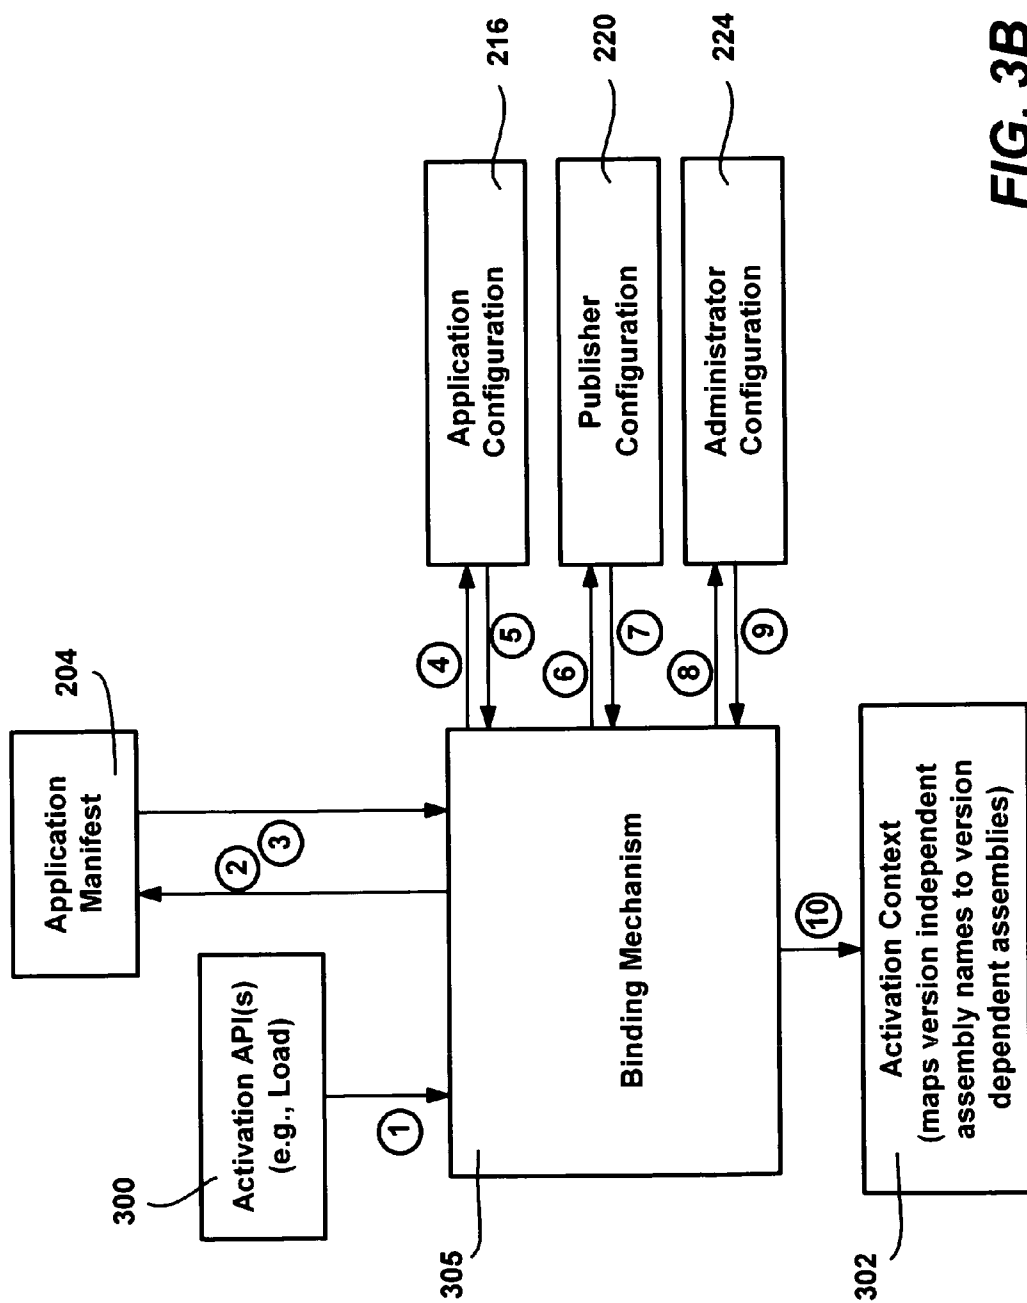 300
Activation API(s)
(e.g., Load)
1
Application
Manifest
204
2
3
305
Binding Mechanism
4
5
Application
Configuration
216
6
7
Publisher
Configuration
220
8
9
Administrator
Configuration
224
10
302
Activation Context
(maps version independent
assembly names to version
dependent assemblies)
FIG. 3B